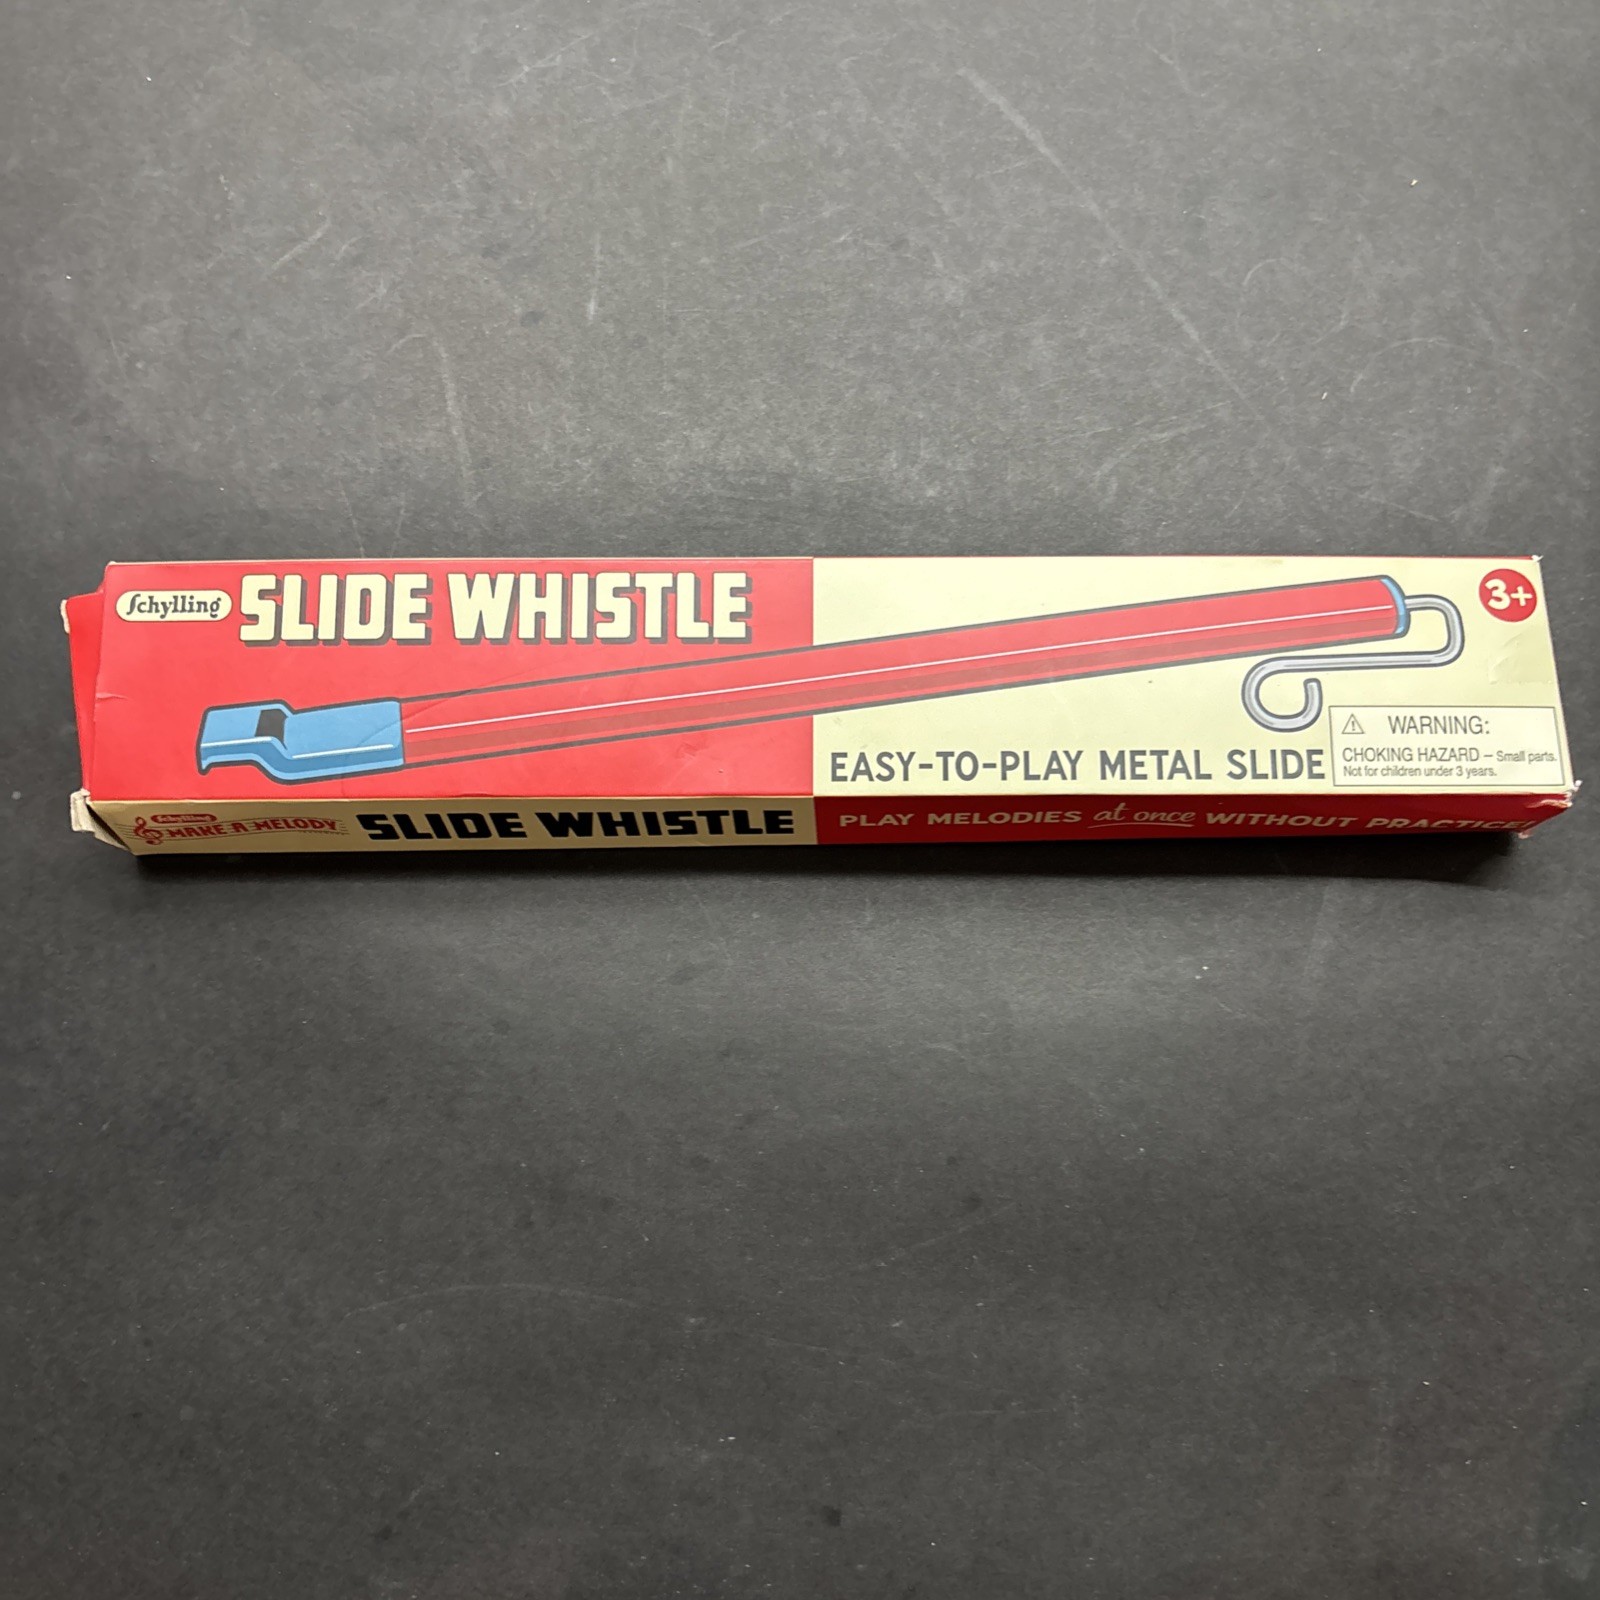 Schylling
SLIDE WHISTLE
3+
EASY-TO-PLAY METAL SLIDE
WARNING:
CHOKING HAZARD – Small parts.
Not for children under 3 years.
Schylling
MAKE-A-MELODY
SLIDE WHISTLE
PLAY MELODIES at once WITHOUT PRACTICE!